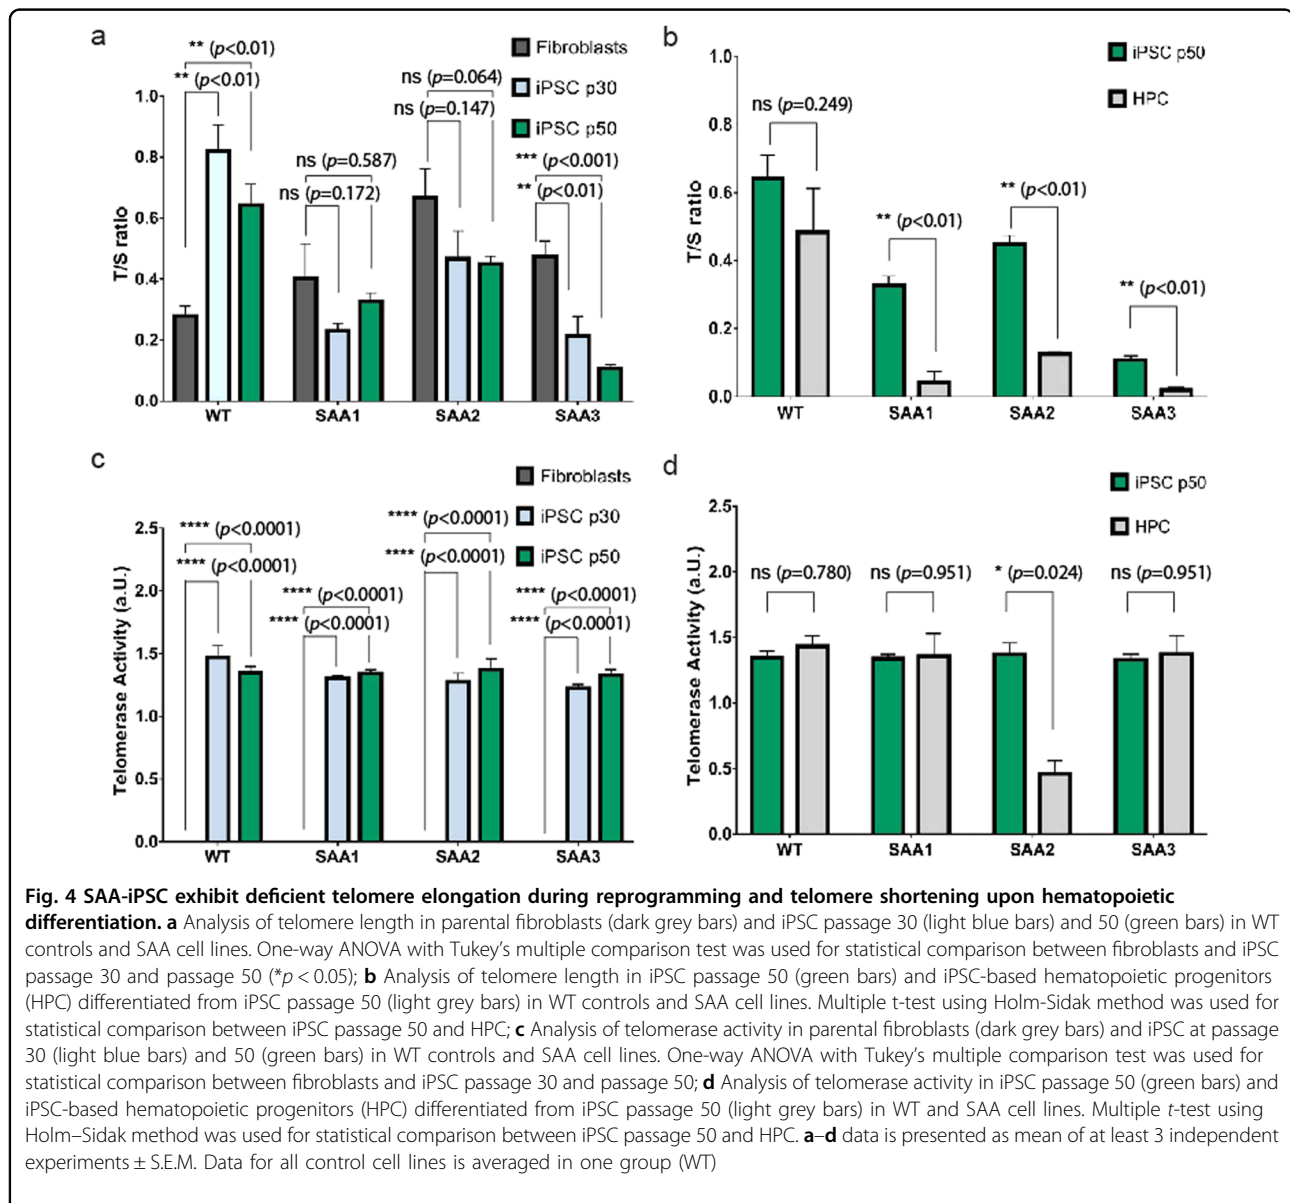 a
** (p<0.01)
** (p<0.01)
ns (p=0.587)
ns (p=0.172)
ns (p=0.064)
ns (p=0.147)
*** (p<0.001)
** (p<0.01)
Fibroblasts
iPSC p30
iPSC p50
T/S ratio
1.0
0.8
0.6
0.4
0.2
0.0
WT SAA1 SAA2 SAA3
b
iPSC p50
HPC
ns (p=0.249)
** (p<0.01)
** (p<0.01)
** (p<0.01)
T/S ratio
1.0
0.8
0.6
0.4
0.2
0.0
WT SAA1 SAA2 SAA3
c
Fibroblasts
iPSC p30
iPSC p50
**** (p<0.0001)
**** (p<0.0001)
**** (p<0.0001)
**** (p<0.0001)
**** (p<0.0001)
**** (p<0.0001)
**** (p<0.0001)
**** (p<0.0001)
Telomerase Activity (a.U.)
2.5
2.0
1.5
1.0
0.5
0.0
WT SAA1 SAA2 SAA3
d
iPSC p50
HPC
ns (p=0.780)
ns (p=0.951)
* (p=0.024)
ns (p=0.951)
Telomerase Activity (a.U.)
2.5
2.0
1.5
1.0
0.5
0.0
WT SAA1 SAA2 SAA3
Fig. 4 SAA-iPSC exhibit deficient telomere elongation during reprogramming and telomere shortening upon hematopoietic
differentiation. a Analysis of telomere length in parental fibroblasts (dark grey bars) and iPSC passage 30 (light blue bars) and 50 (green bars) in WT
controls and SAA cell lines. One-way ANOVA with Tukey's multiple comparison test was used for statistical comparison between fibroblasts and iPSC
passage 30 and passage 50 (*p < 0.05); b Analysis of telomere length in iPSC passage 50 (green bars) and iPSC-based hematopoietic progenitors
(HPC) differentiated from iPSC passage 50 (light grey bars) in WT controls and SAA cell lines. Multiple t-test using Holm-Sidak method was used for
statistical comparison between iPSC passage 50 and HPC; c Analysis of telomerase activity in parental fibroblasts (dark grey bars) and iPSC at passage
30 (light blue bars) and 50 (green bars) in WT controls and SAA cell lines. One-way ANOVA with Tukey's multiple comparison test was used for
statistical comparison between fibroblasts and iPSC passage 30 and passage 50; d Analysis of telomerase activity in iPSC passage 50 (green bars) and
iPSC-based hematopoietic progenitors (HPC) differentiated from iPSC passage 50 (light grey bars) in WT and SAA cell lines. Multiple t-test using
Holm–Sidak method was used for statistical comparison between iPSC passage 50 and HPC. a–d data is presented as mean of at least 3 independent
experiments ± S.E.M. Data for all control cell lines is averaged in one group (WT)